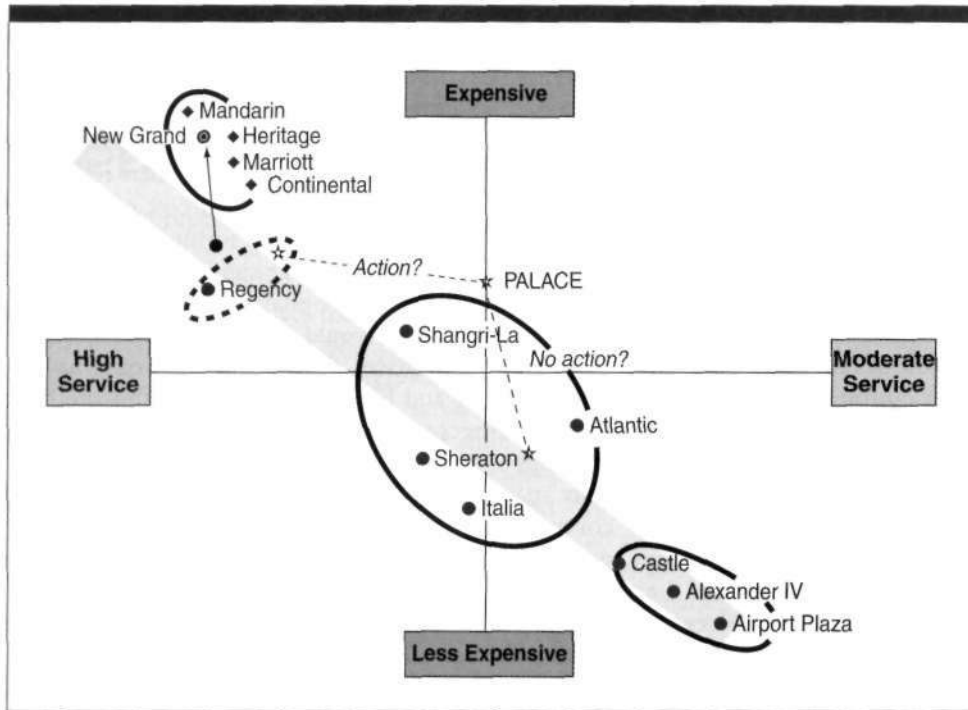 Expensive
Mandarin
New Grand
Heritage
Marriott
Continental
Action?
PALACE
Regency
Shangri-La
No action?
High
Service
Moderate
Service
Atlantic
Sheraton
Italia
Castle
Alexander IV
Airport Plaza
Less Expensive